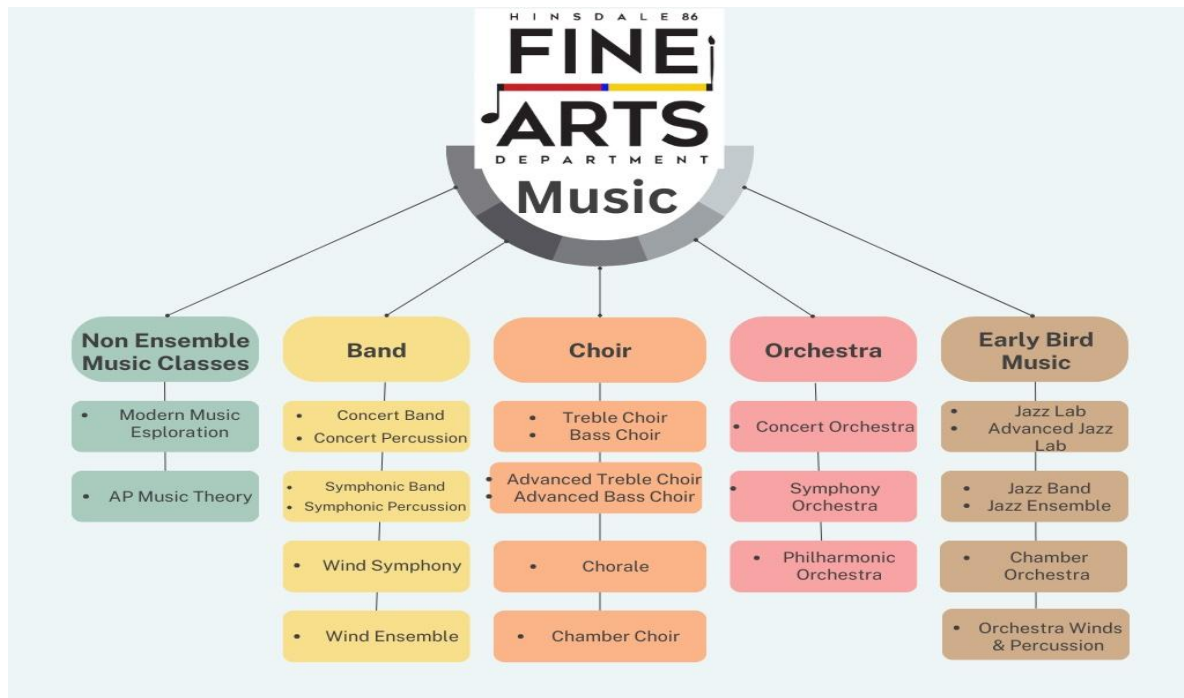 HINSDALE 86
FINE
ARTS
DEPARTMENT
Music
Non Ensemble
Music Classes
• Modern Music
Esploration
• AP Music Theory
Band
• Concert Band
• Concert Percussion
• Symphonic Band
• Symphonic Percussion
• Wind Symphony
• Wind Ensemble
Choir
• Treble Choir
• Bass Choir
• Advanced Treble Choir
• Advanced Bass Choir
• Chorale
• Chamber Choir
Orchestra
• Concert Orchestra
• Symphony
Orchestra
• Philharmonic
Orchestra
Early Bird
Music
• Jazz Lab
• Advanced Jazz
Lab
• Jazz Band
• Jazz Ensemble
• Chamber
Orchestra
• Orchestra Winds
& Percussion